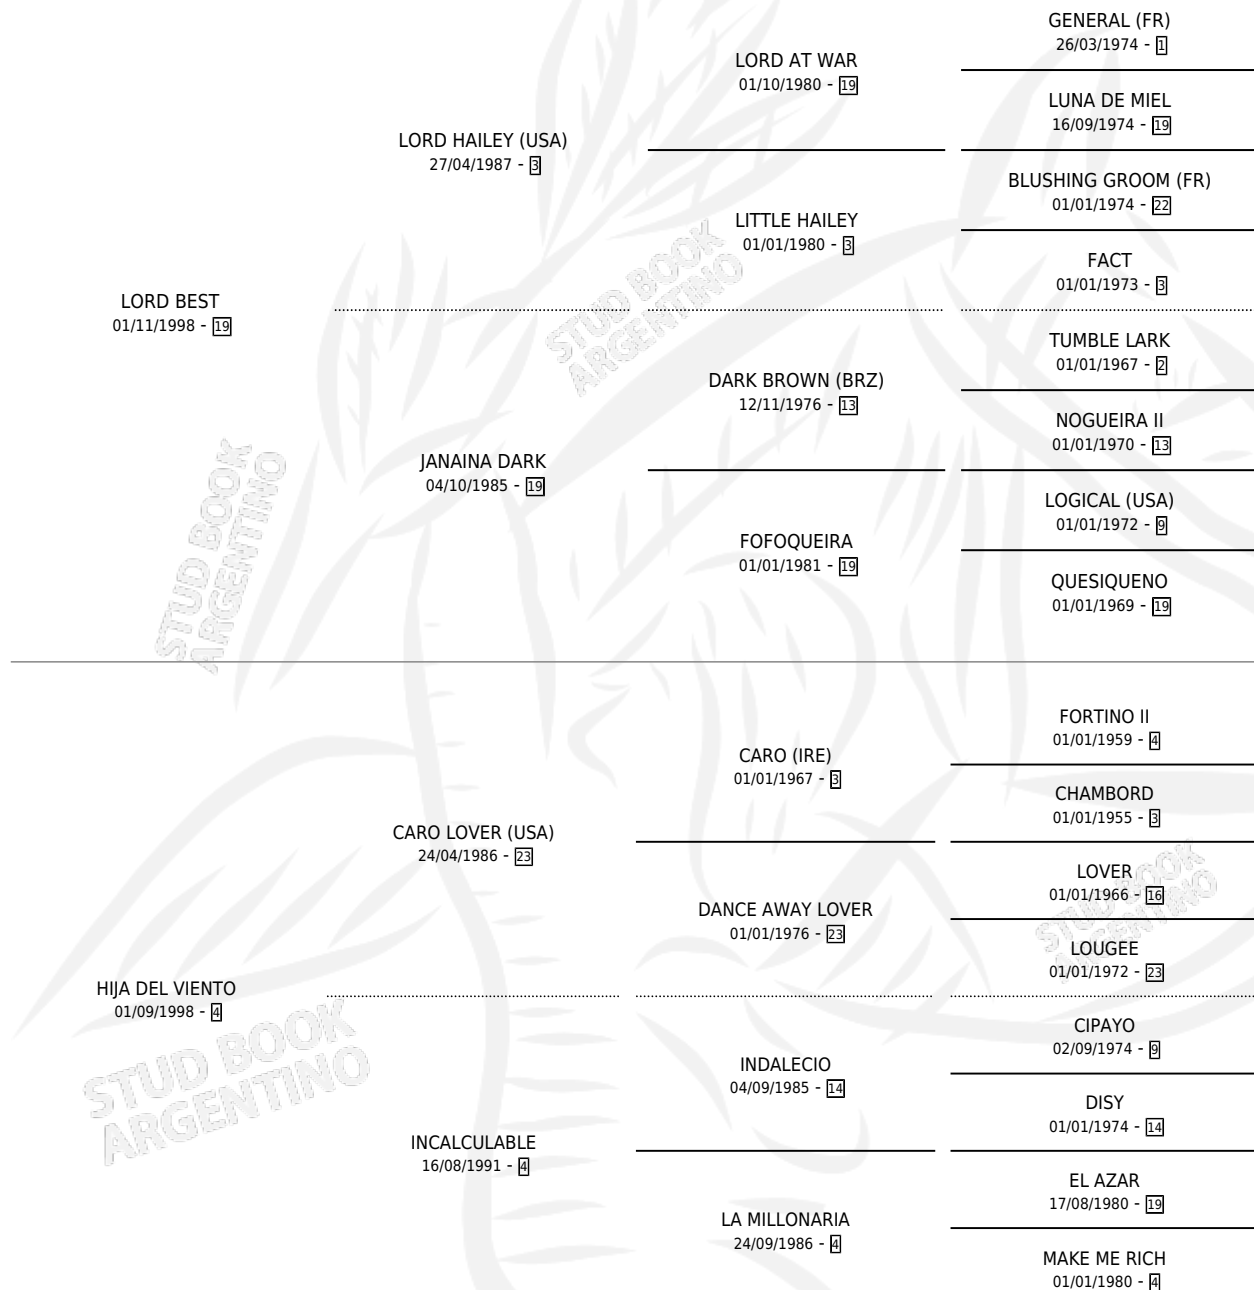 GENERAL (FR)
26/03/1974 - 1
LORD AT WAR
01/10/1980 - 19
LUNA DE MIEL
16/09/1974 - 19
LORD HAILEY (USA)
27/04/1987 - 3
BLUSHING GROOM (FR)
01/01/1974 - 22
LITTLE HAILEY
01/01/1980 - 3
FACT
01/01/1973 - 3
LORD BEST
01/11/1998 - 19
STUD BOOK
ARGENTINO
TUMBLE LARK
01/01/1967 - 2
DARK BROWN (BRZ)
12/11/1976 - 13
NOGUEIRA II
01/01/1970 - 13
JANAINA DARK
04/10/1985 - 19
LOGICAL (USA)
01/01/1972 - 9
FOFOQUEIRA
01/01/1981 - 19
QUESIQUENO
01/01/1969 - 19
STUD BOOK
ARGENTINO
FORTINO II
01/01/1959 - 4
CARO (IRE)
01/01/1967 - 3
CHAMBORD
01/01/1955 - 3
CARO LOVER (USA)
24/04/1986 - 23
LOVER
01/01/1966 - 16
DANCE AWAY LOVER
01/01/1976 - 23
LOUGEE
01/01/1972 - 23
STUD BOOK
ARGENTINO
HIJA DEL VIENTO
01/09/1998 - 4
CIPAYO
02/09/1974 - 9
INDALECIO
04/09/1985 - 14
DISY
01/01/1974 - 14
STUD BOOK
ARGENTINO
INCALCULABLE
16/08/1991 - 4
EL AZAR
17/08/1980 - 19
LA MILLONARIA
24/09/1986 - 4
MAKE ME RICH
01/01/1980 - 4